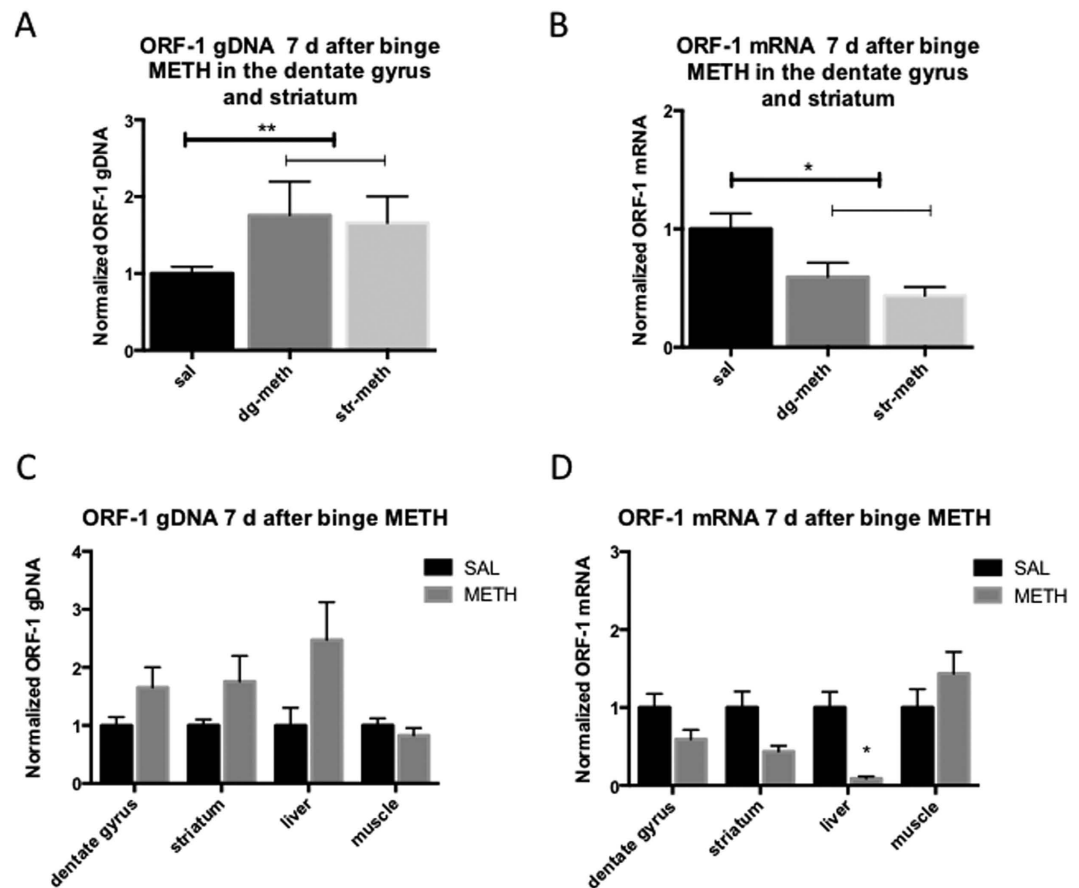 A
ORF-1 gDNA 7 d after binge
METH in the dentate gyrus
and striatum
Normalized ORF-1 gDNA
3
2
1
0
**
sal
dg-meth
str-meth
B
ORF-1 mRNA 7 d after binge
METH in the dentate gyrus
and striatum
Normalized ORF-1 mRNA
2
1
0
*
sal
dg-meth
str-meth
C
ORF-1 gDNA 7 d after binge METH
Normalized ORF-1 gDNA
4
3
2
1
0
SAL
METH
dentate gyrus
striatum
liver
muscle
D
ORF-1 mRNA 7 d after binge METH
Normalized ORF-1 mRNA
3
2
1
0
SAL
METH
*
dentate gyrus
striatum
liver
muscle